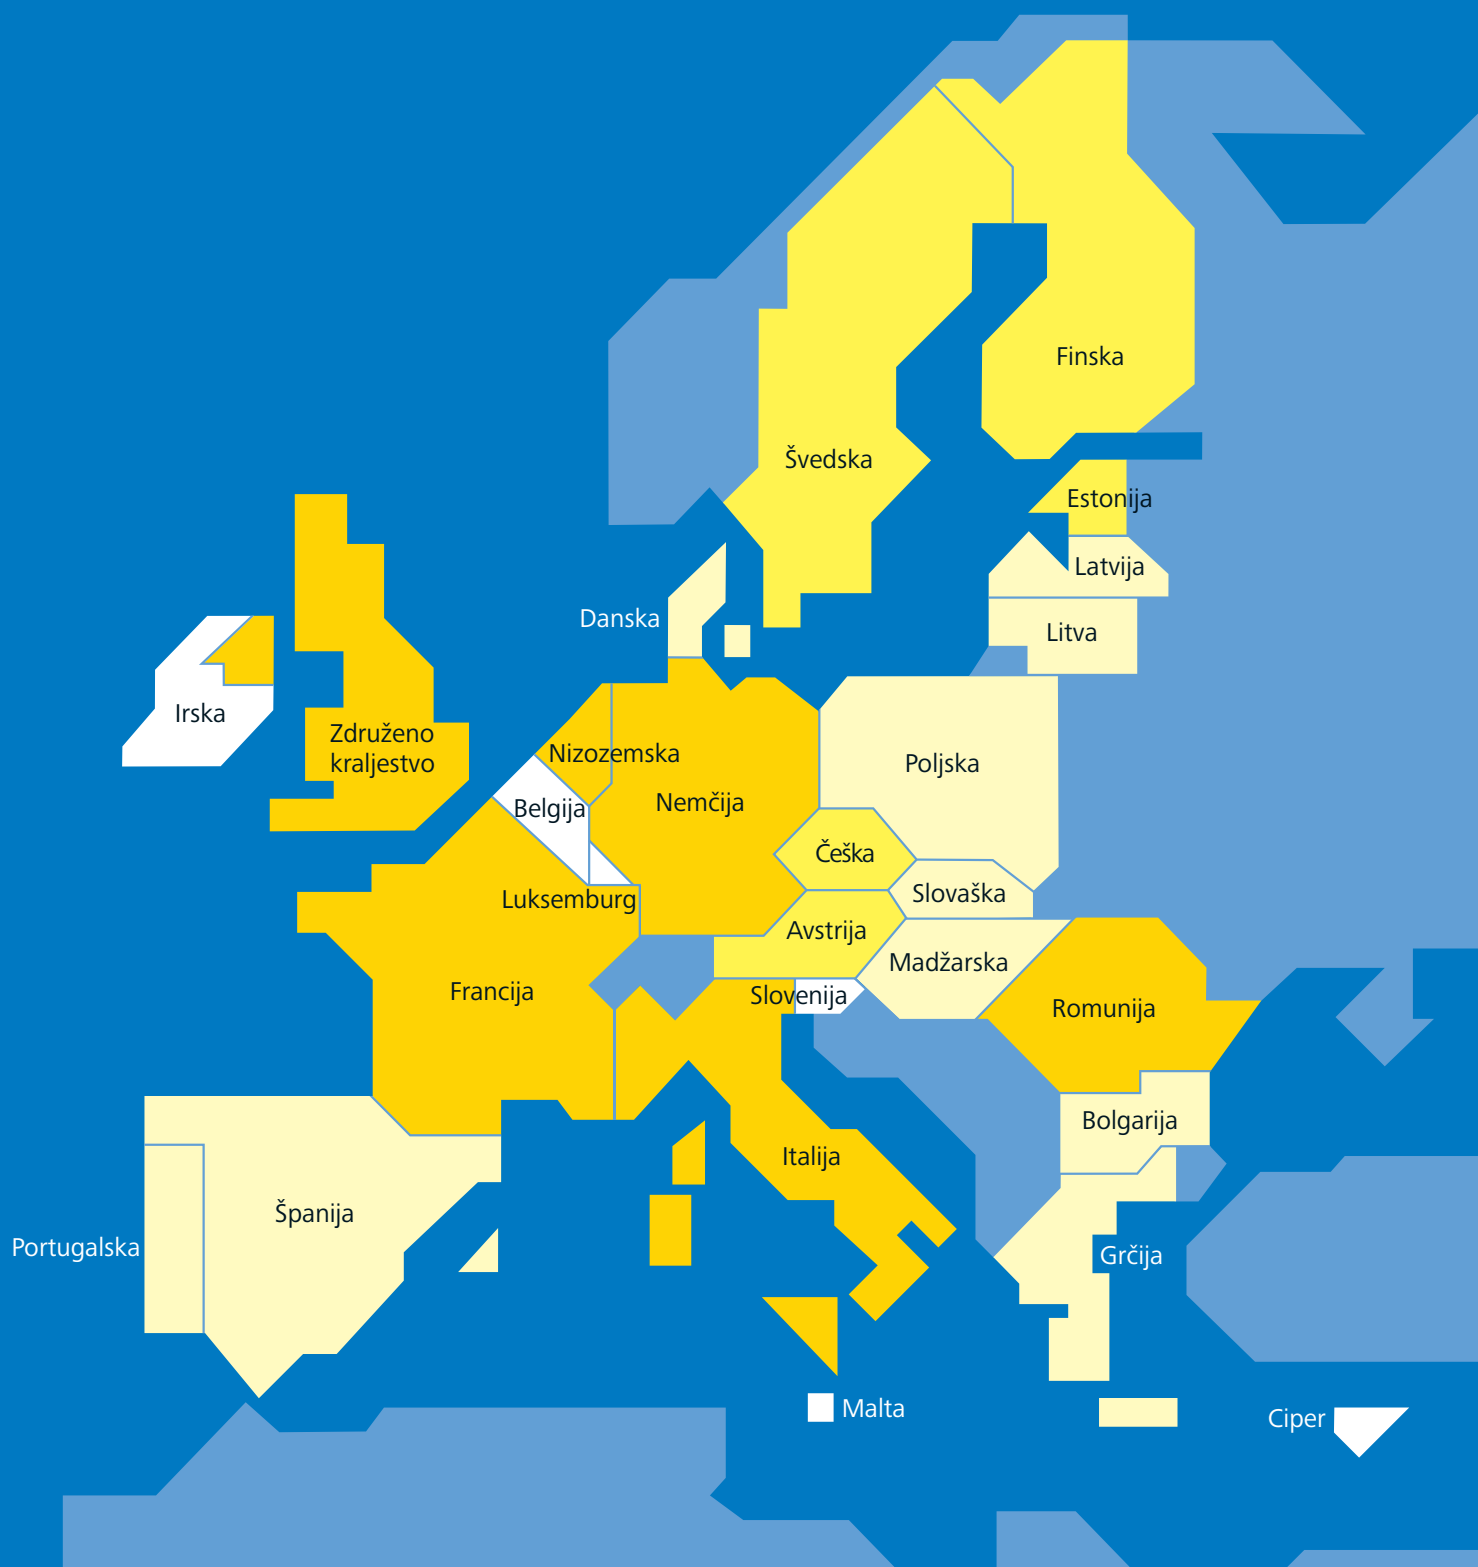 Finska
Švedska
Estonija
Latvija
Danska
Litva
Irska
Združeno
kraljestvo
Nizozemska
Poljska
Nemčija
Belgija
Češka
Slovaška
Luksemburg
Avstrija
Madžarska
Francija
Slovenija
Romunija
Bolgarija
Italija
Španija
Portugalska
Grčija
Malta
Ciper